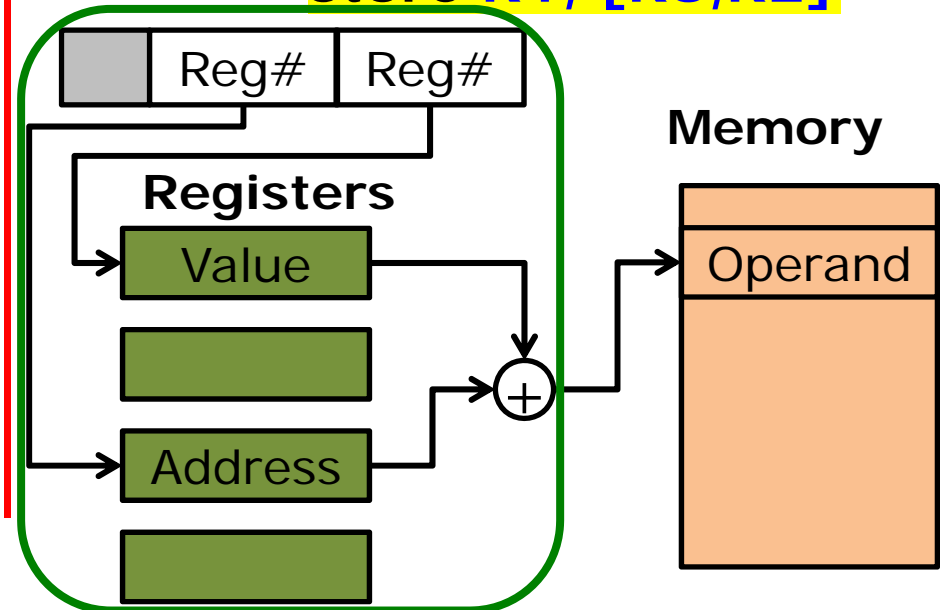 Reg# Reg#
Memory
Registers
Value
Operand
+
Address